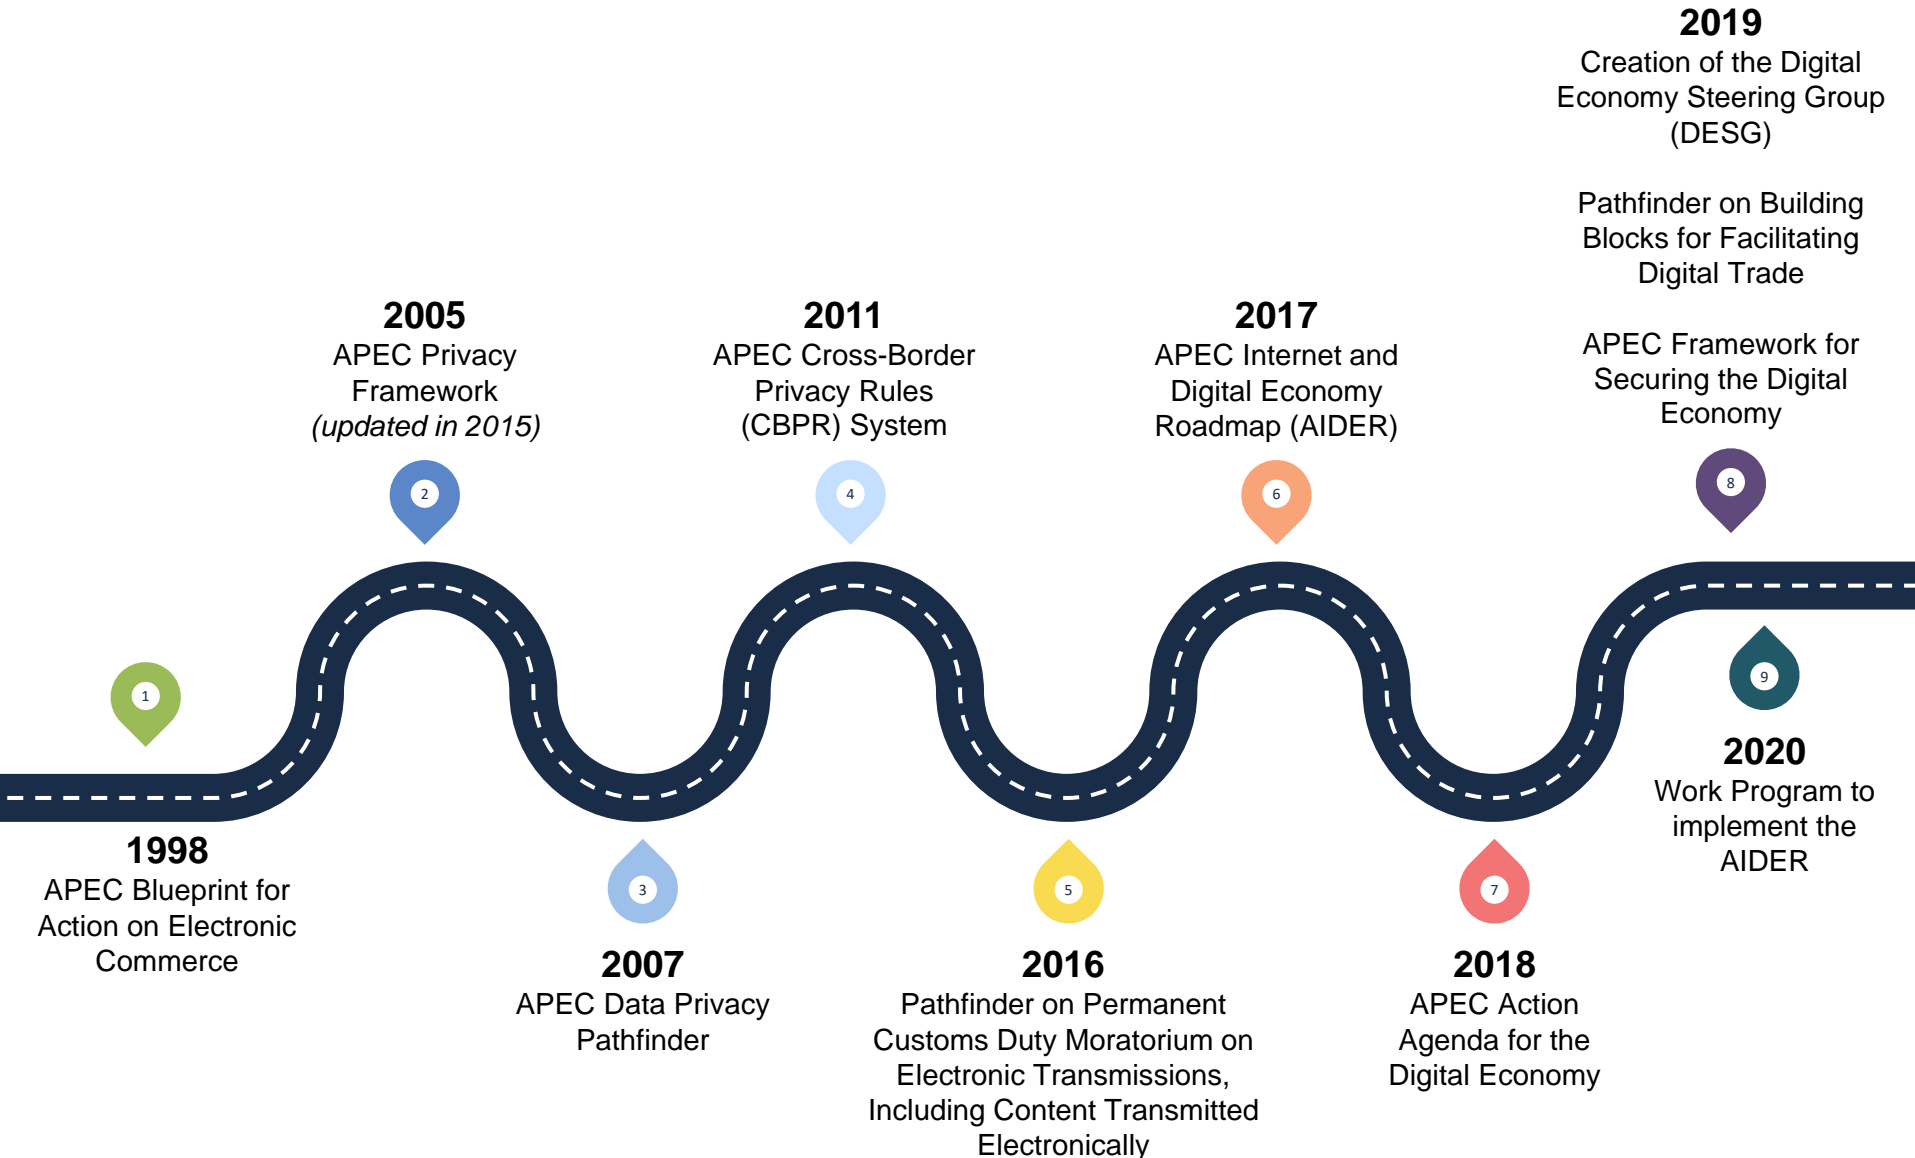 1
1998
APEC Blueprint for
Action on Electronic
Commerce
2005
APEC Privacy
Framework
(updated in 2015)
2
3
2007
APEC Data Privacy
Pathfinder
2011
APEC Cross-Border
Privacy Rules
(CBPR) System
4
5
2016
Pathfinder on Permanent
Customs Duty Moratorium on
Electronic Transmissions,
Including Content Transmitted
Electronically
2017
APEC Internet and
Digital Economy
Roadmap (AIDER)
6
7
2018
APEC Action
Agenda for the
Digital Economy
2019
Creation of the Digital
Economy Steering Group
(DESG)
Pathfinder on Building
Blocks for Facilitating
Digital Trade
APEC Framework for
Securing the Digital
Economy
8
9
2020
Work Program to
implement the
AIDER